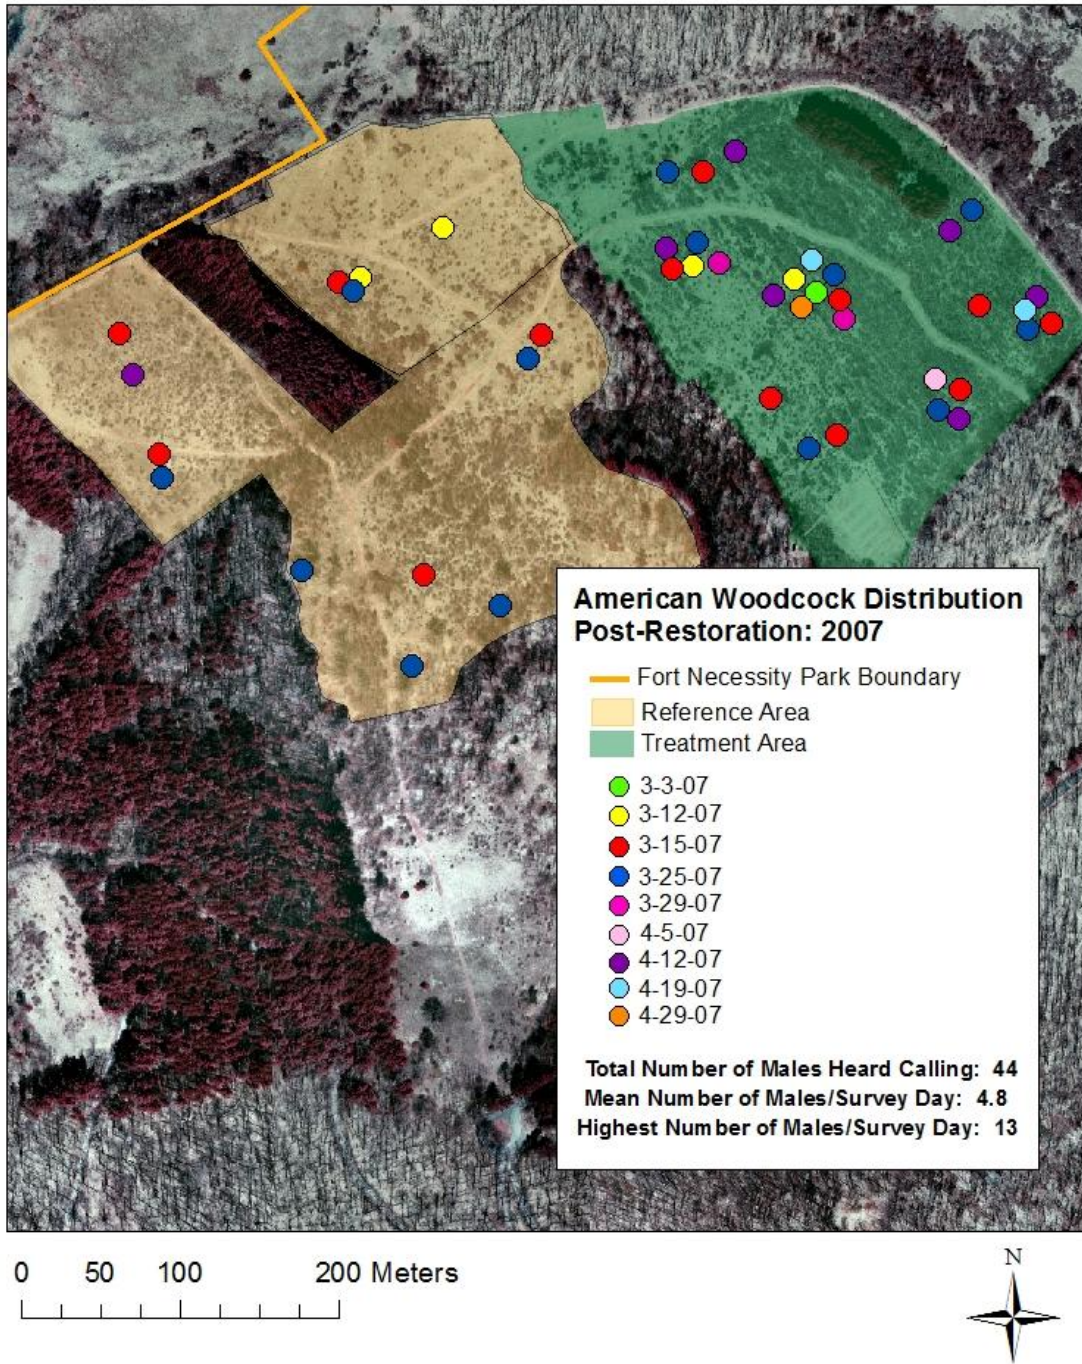 American Woodcock Distribution
Post-Restoration: 2007
Fort Necessity Park Boundary
Reference Area
Treatment Area
3-3-07
3-12-07
3-15-07
3-25-07
3-29-07
4-5-07
4-12-07
4-19-07
4-29-07
Total Number of Males Heard Calling: 44
Mean Number of Males/Survey Day: 4.8
Highest Number of Males/Survey Day: 13
0 50 100 200 Meters
N